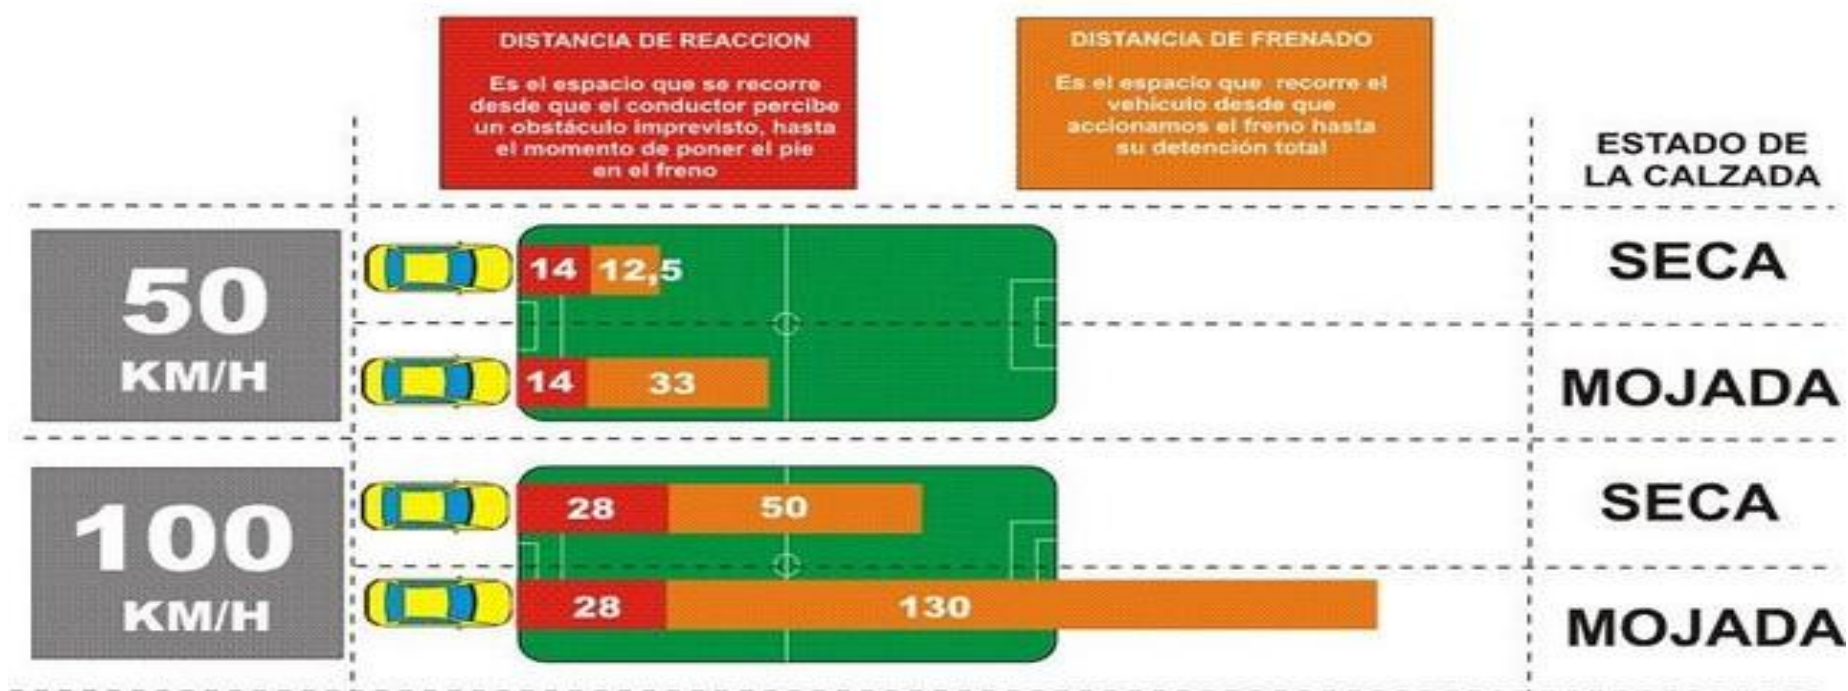 DISTANCIA DE REACCION
Es el espacio que se recorre
desde que el conductor percibe
un obstáculo imprevisto, hasta
el momento de poner el pie
en el freno
DISTANCIA DE FRENADO
Es el espacio que recorre el
vehículo desde que
accionamos el freno hasta
su detención total
ESTADO DE
LA CALZADA
50
KM/H
14 12,5
SECA
14 33
MOJADA
100
KM/H
28 50
SECA
28 130
MOJADA